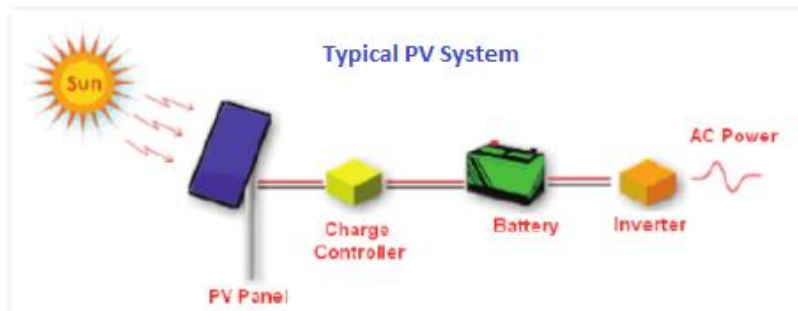 Typical PV System
Sun
AC Power
Charge
Controller
Battery
Inverter
PV Panel